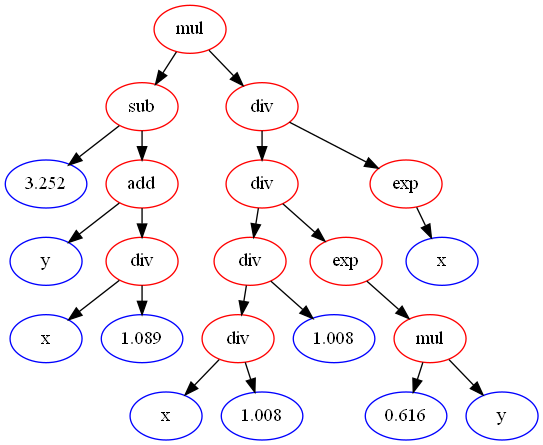 mul
sub div
3.252 add div exp
y div div exp x
x 1.089 div 1.008 mul
x 1.008 0.616 y